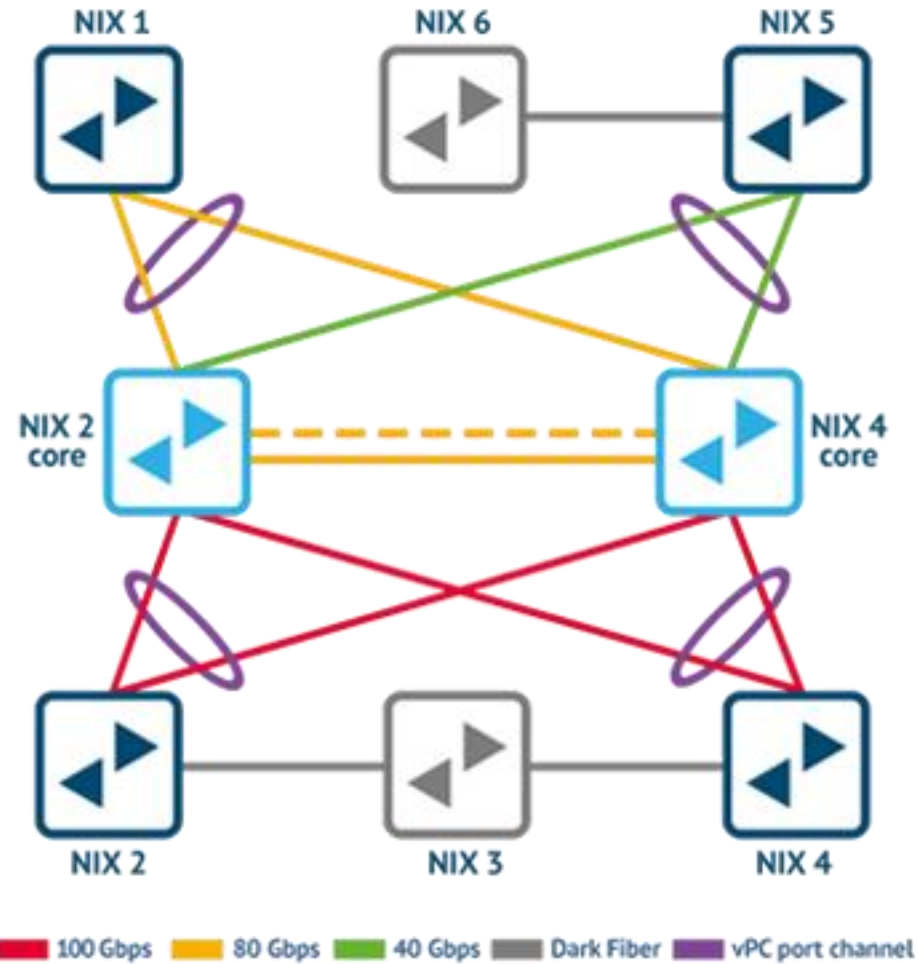 NIX 1
NIX 6
NIX 5
NIX 2
core
NIX 4
core
NIX 2
NIX 3
NIX 4
100 Gbps
80 Gbps
40 Gbps
Dark Fiber
vPC port channel